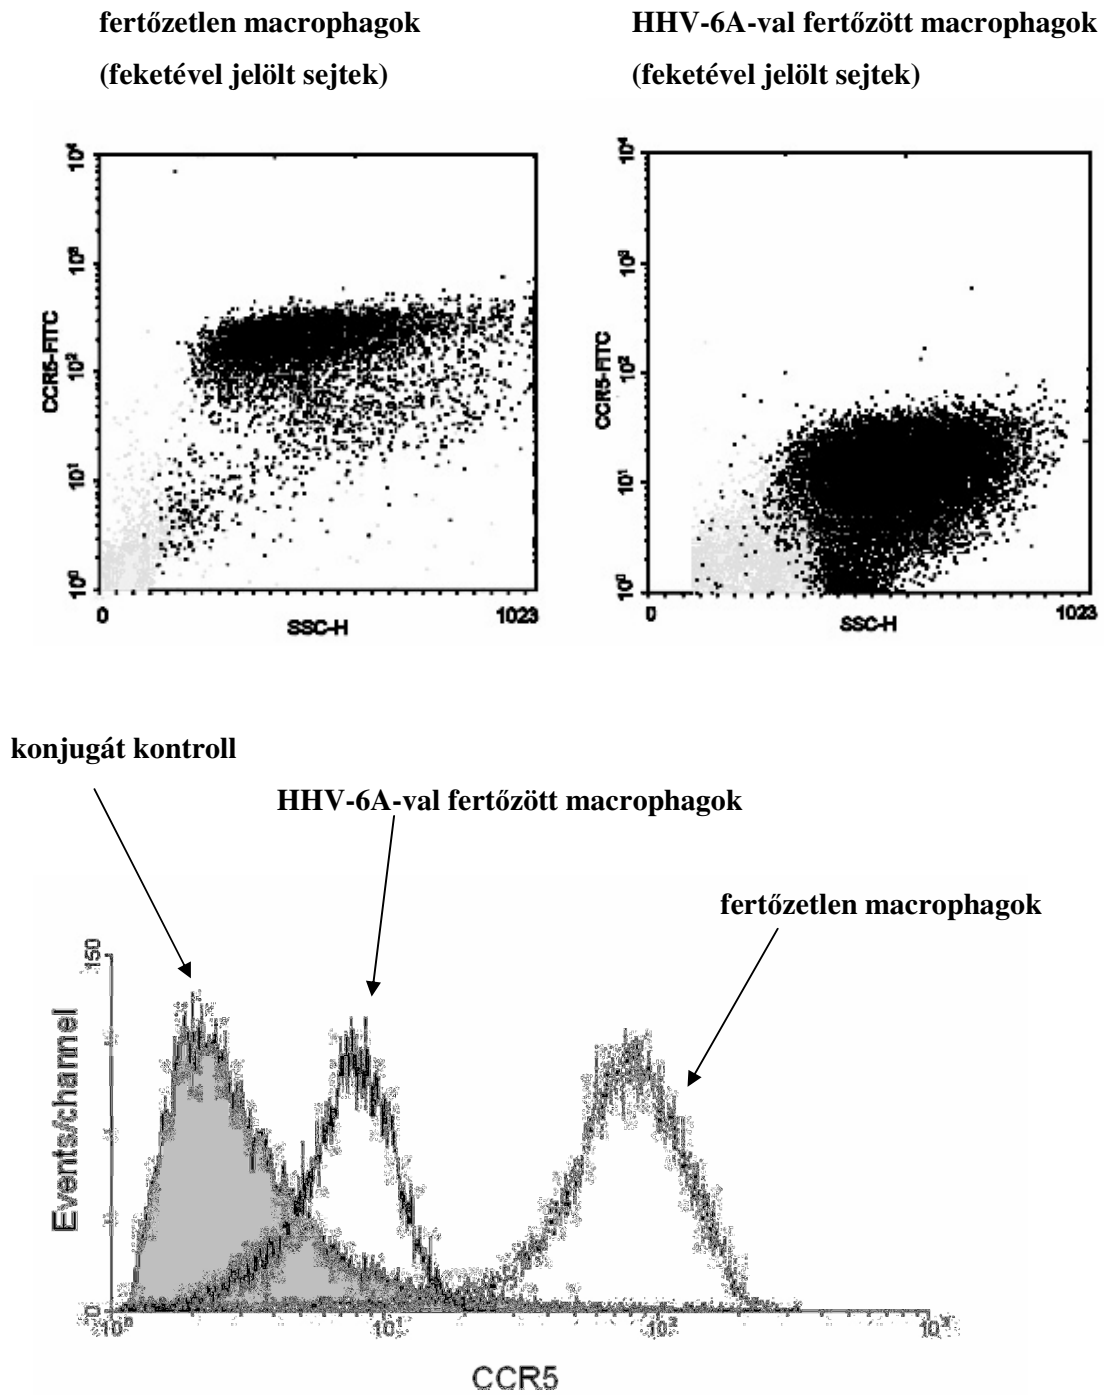 fertőzetlen macrophagok
(feketével jelölt sejtek)
HHV-6A-val fertőzött macrophagok
(feketével jelölt sejtek)
10⁴
10³
10²
10¹
10⁰
CCR5-FITC
0
1023
SSC-H
10⁴
10³
10²
10¹
10⁰
CCR5-FITC
0
1023
SSC-H
konjugát kontroll
HHV-6A-val fertőzött macrophagok
fertőzetlen macrophagok
150
Events/channel
0
10⁰
10¹
10²
CCR5